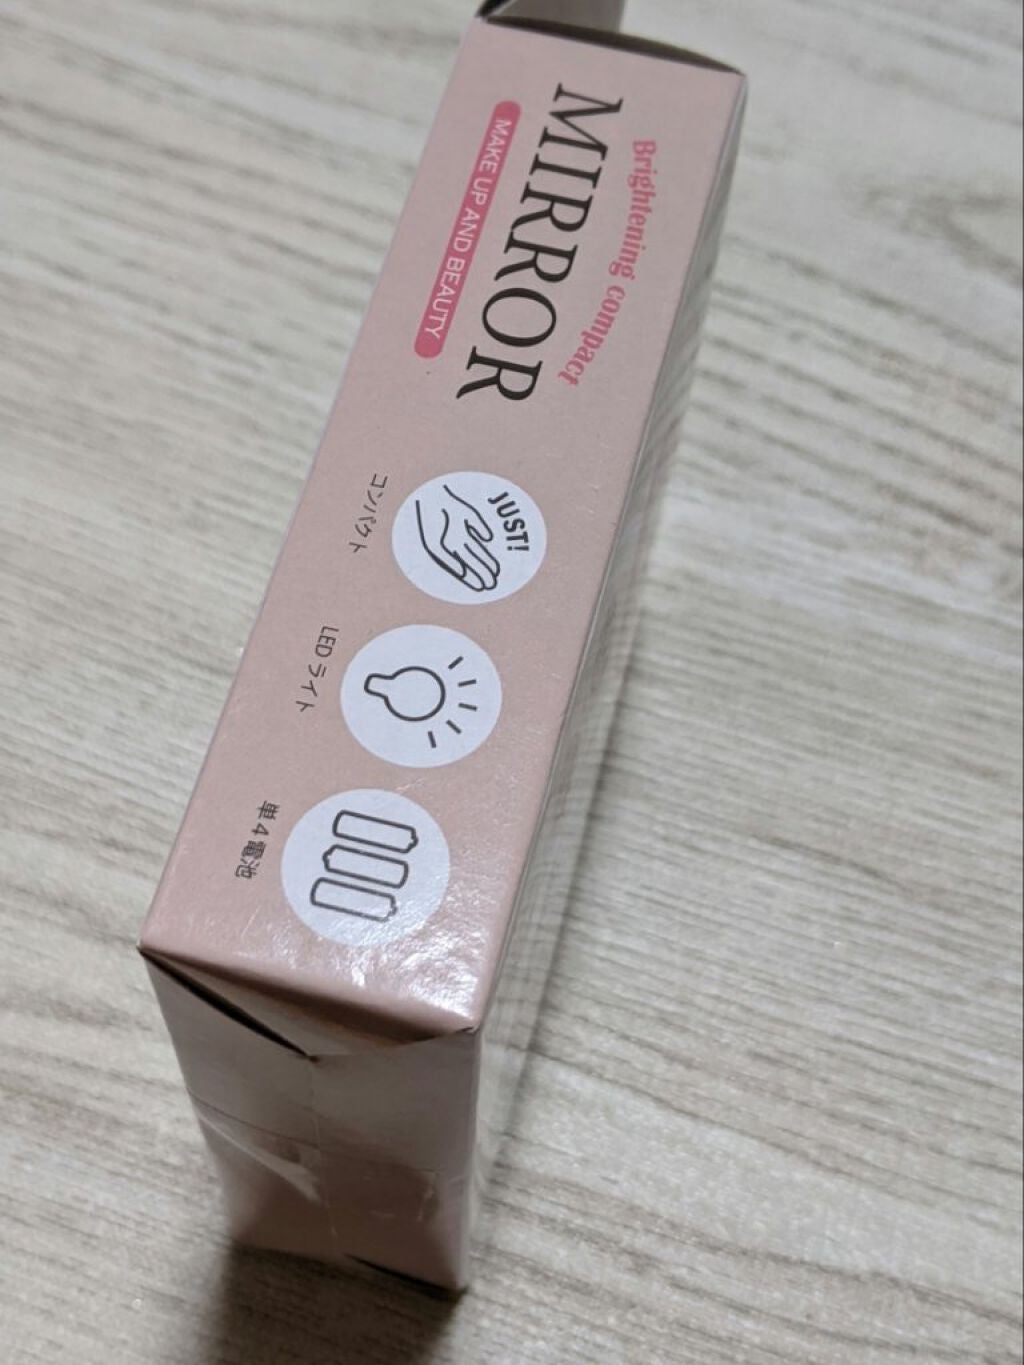 Brightening compact
MIRROR
MAKE UP AND BEAUTY
JUST!
コンパクト
LEDライト
単4電池